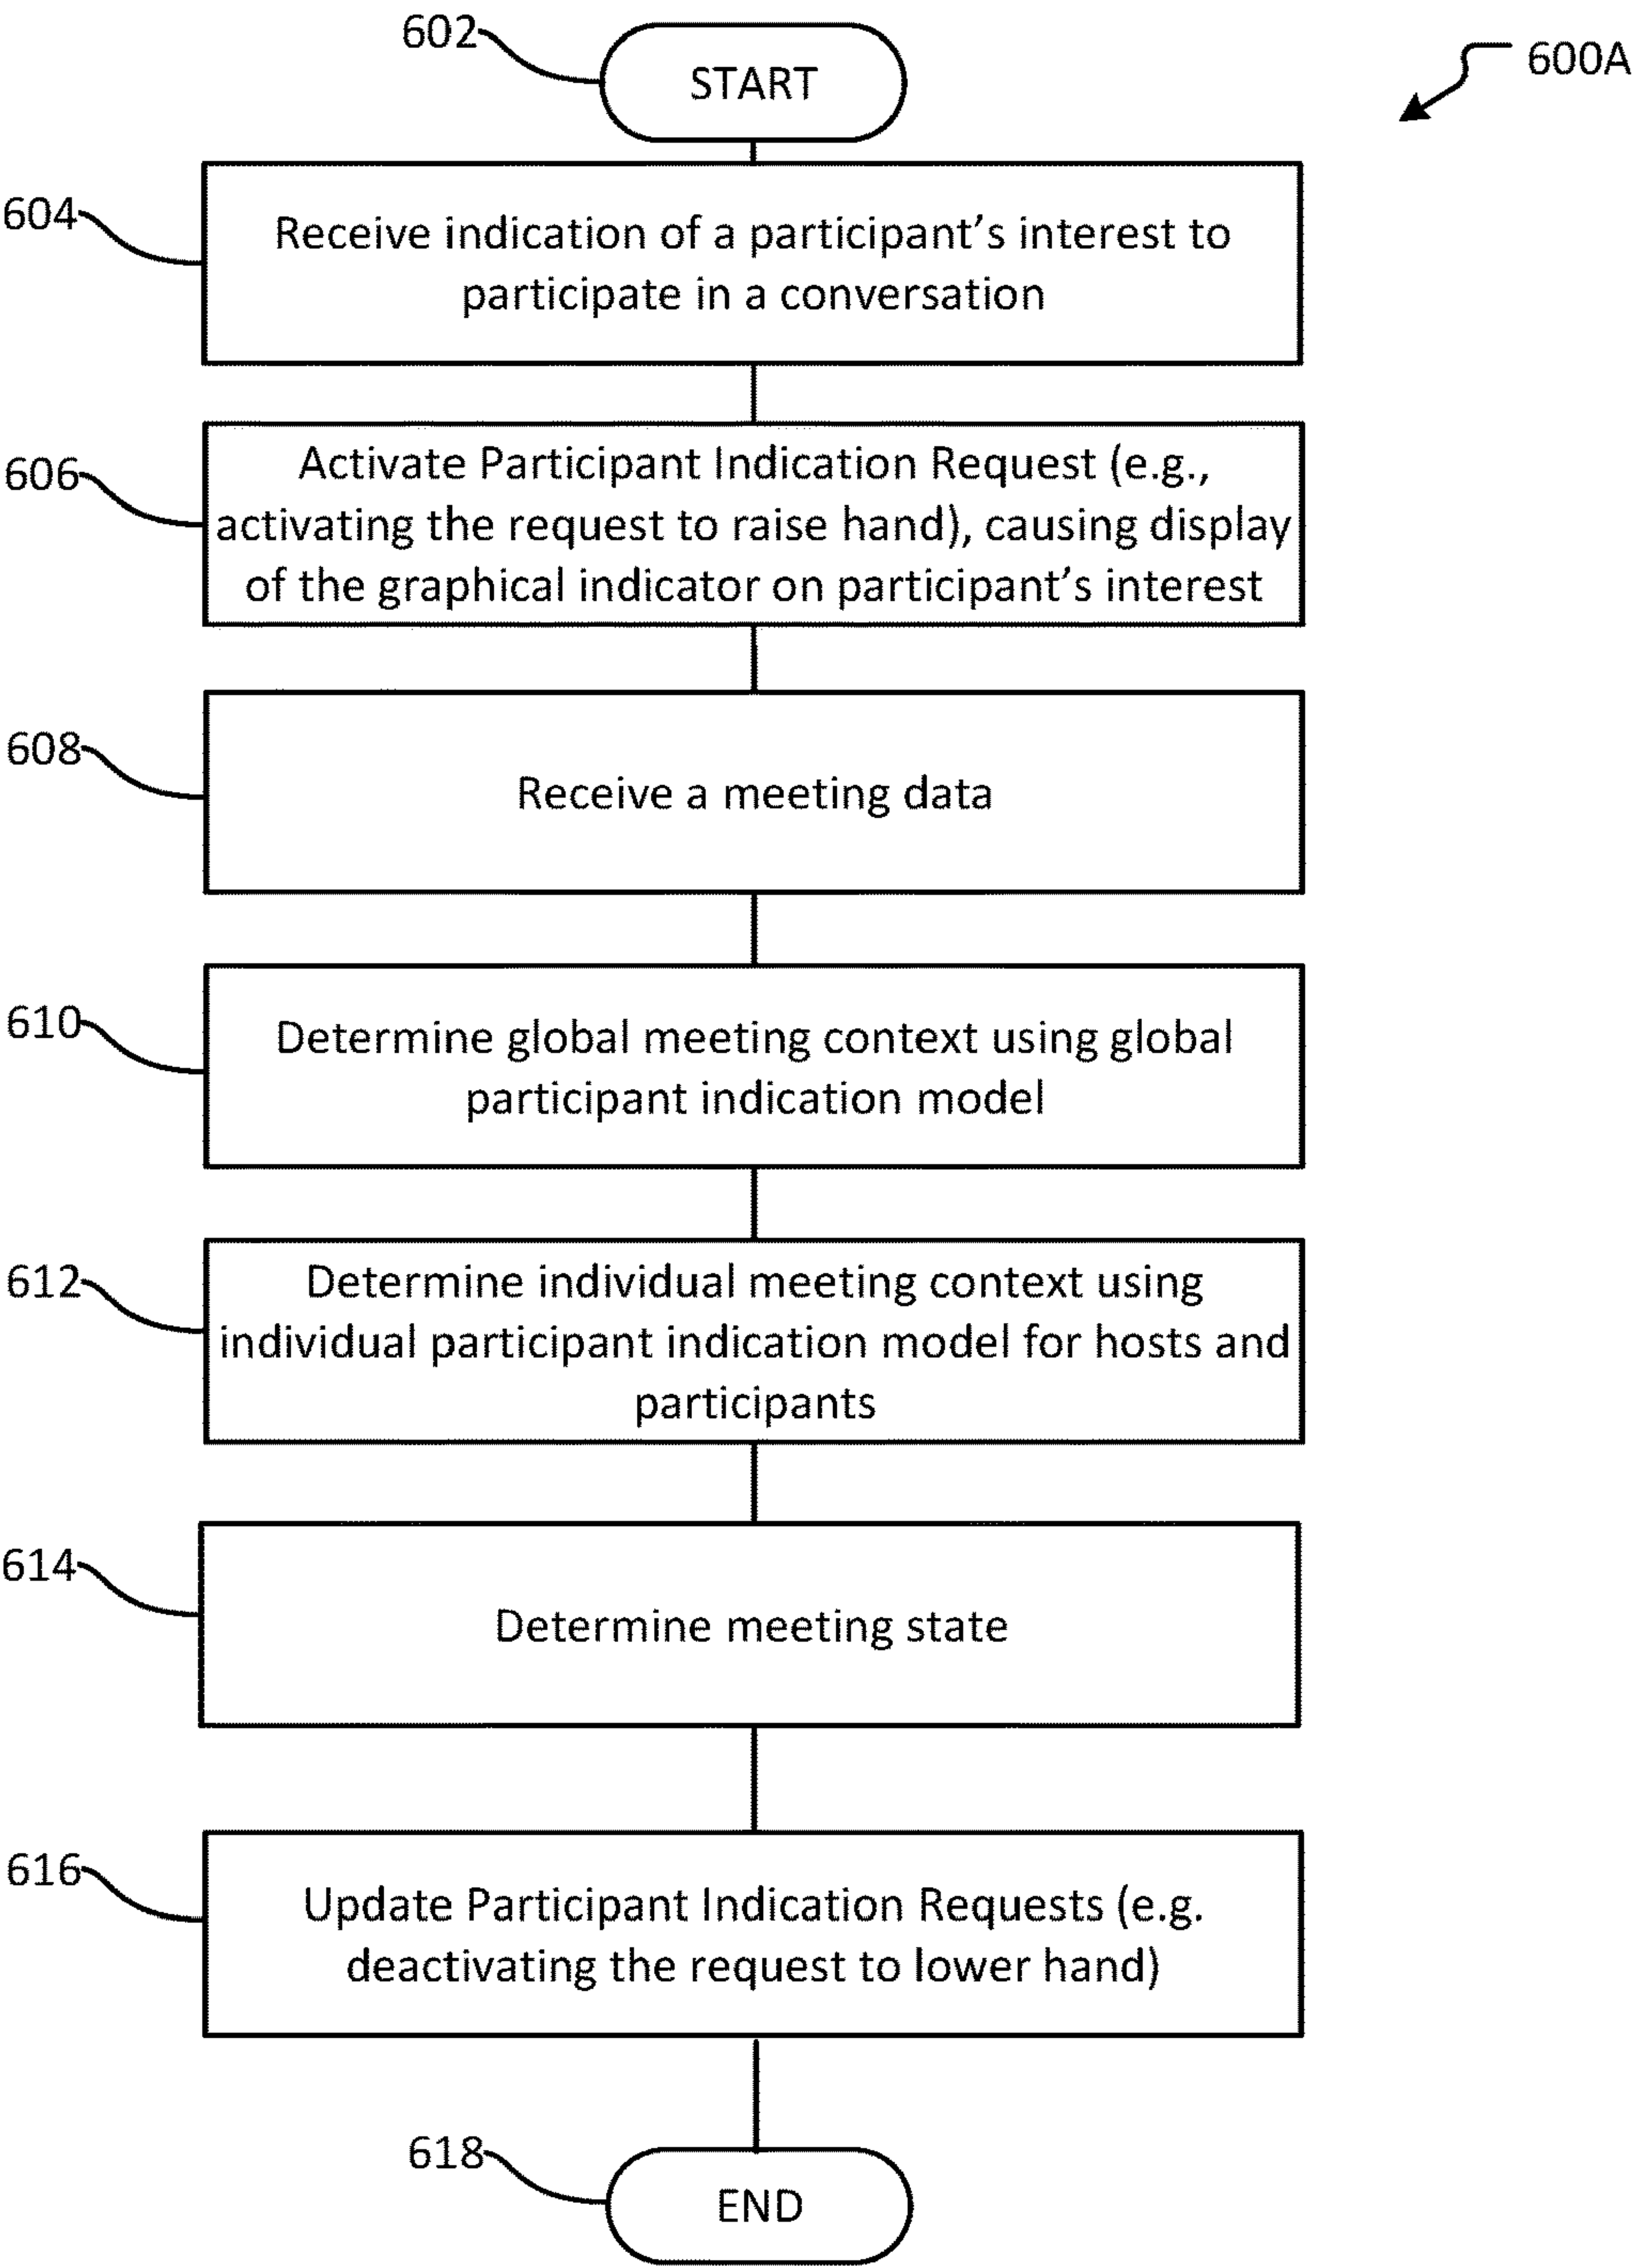 602
START
600A
604
Receive indication of a participant’s interest to
participate in a conversation
606
Activate Participant Indication Request (e.g.,
activating the request to raise hand), causing display
of the graphical indicator on participant’s interest
608
Receive a meeting data
610
Determine global meeting context using global
participant indication model
612
Determine individual meeting context using
individual participant indication model for hosts and
participants
614
Determine meeting state
616
Update Participant Indication Requests (e.g.
deactivating the request to lower hand)
618
END